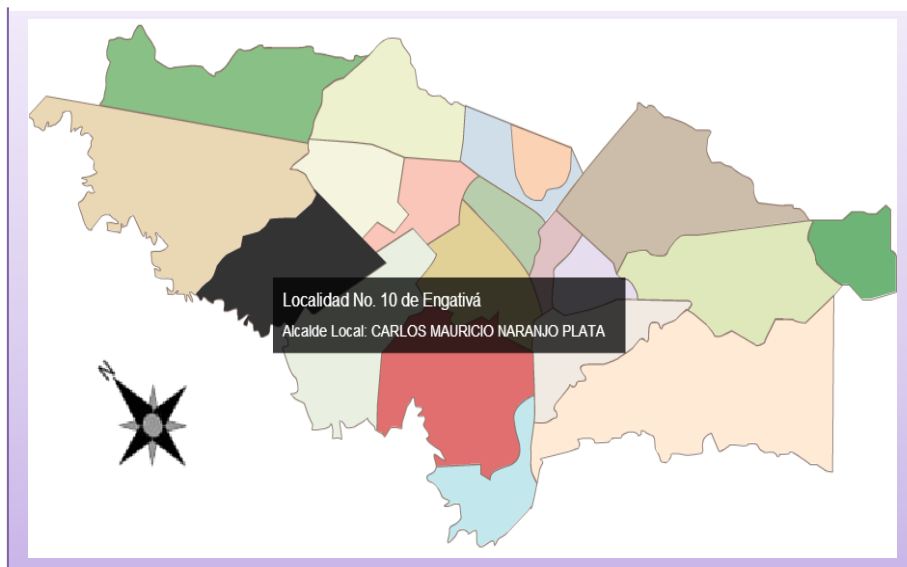 N
Localidad No. 10 de Engativá
Alcalde Local: CARLOS MAURICIO NARANJO PLATA